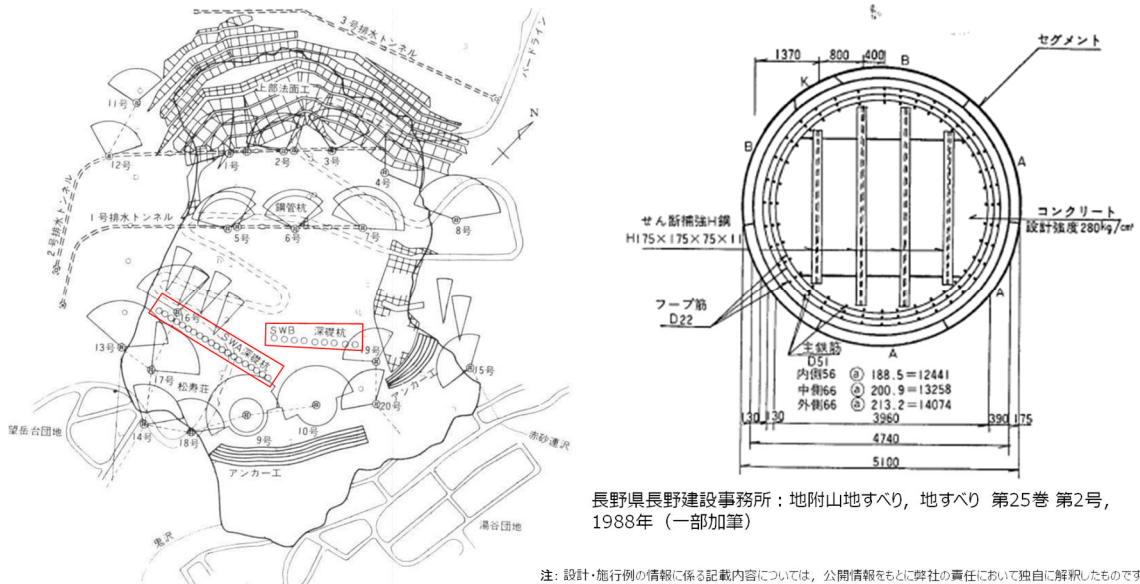 3号排水トンネル
バードライン
上部法面工
N
11号
12号
1号
2号
3号
4号
2号排水トンネル
1号排水トンネル
鋼管杭
5号
6号
7号
8号
16号
SWA深礎杭
SWB 深礎杭
13号
17号
松寿荘
19号
15号
アンカー工
20号
望岳台団地
14号
18号
9号
10号
アンカー工
赤砂連沢
鬼沢
湯谷団地
1370 800 400
B
セグメント
K
B
A
せん断補強H鋼
H175×175×75×11
コンクリート
設計強度280kg/cm²
フープ筋
D22
A
主鉄筋
D51
A
内側56 @ 188.5=12441
中側66 @ 200.9=13258
外側66 @ 213.2=14074
130 130 3960 390 175
4740
5100
長野県長野建設事務所：地附山地すべり，地すべり 第25巻 第2号，
1988年（一部加筆）
注: 設計・施行例の情報に係る記載内容については，公開情報をもとに弊社の責任において独自に解釈したものです